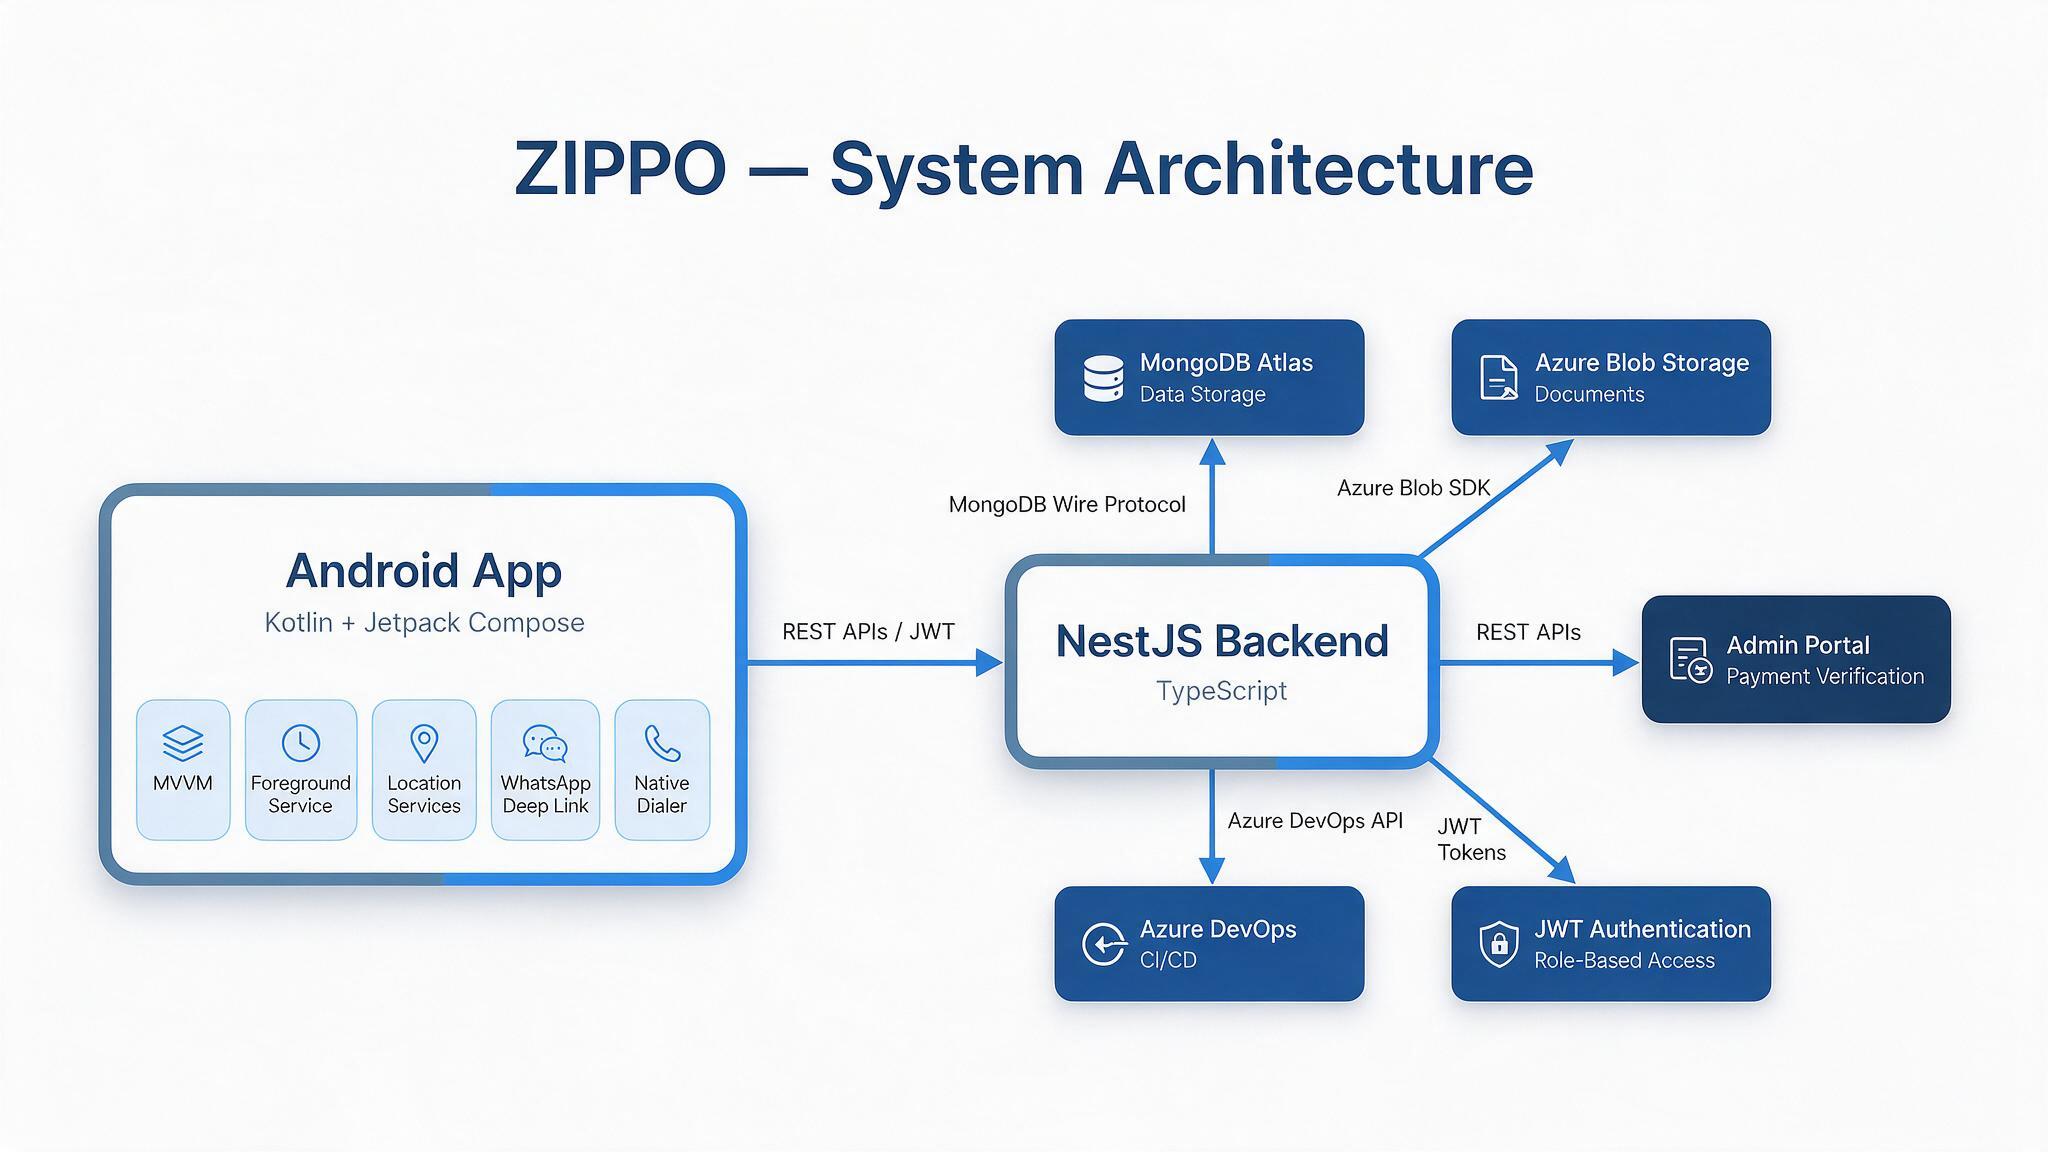 ZIPPO — System Architecture
MongoDB Atlas
Data Storage
Azure Blob Storage
Documents
MongoDB Wire Protocol
Azure Blob SDK
Android App
Kotlin + Jetpack Compose
MVVM
Foreground
Service
Location
Services
WhatsApp
Deep Link
Native
Dialer
REST APIs / JWT
NestJS Backend
TypeScript
REST APIs
Admin Portal
Payment Verification
Azure DevOps API
JWT
Tokens
Azure DevOps
CI/CD
JWT Authentication
Role-Based Access